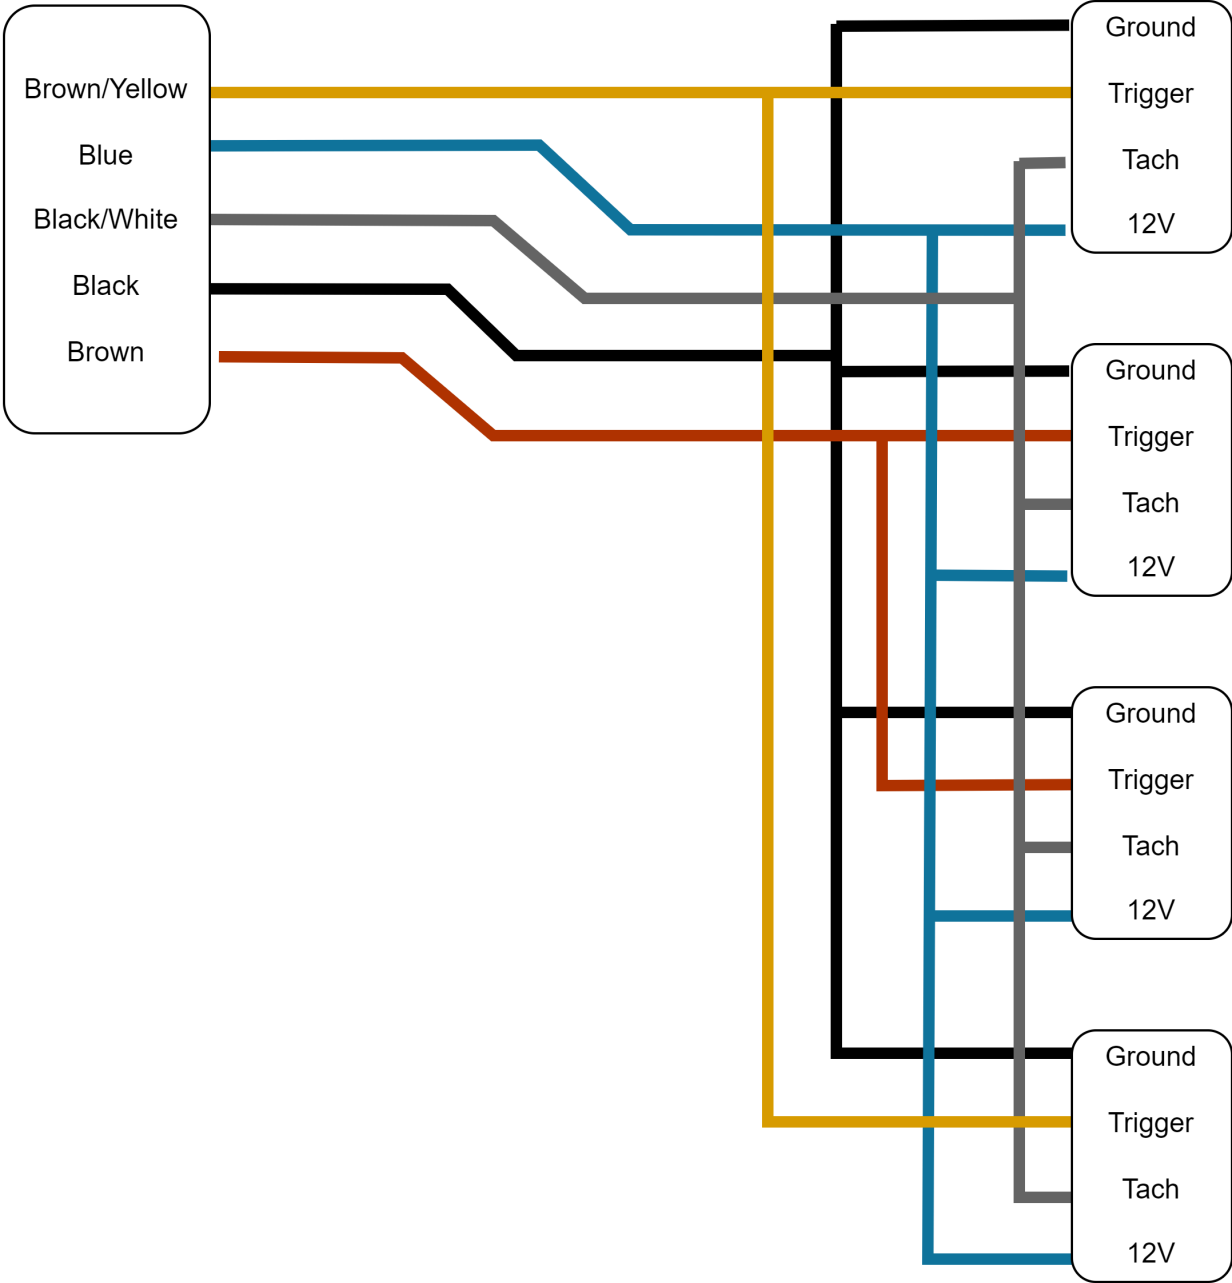 Brown/Yellow
Blue
Black/White
Black
Brown
Ground
Trigger
Tach
12V
Ground
Trigger
Tach
12V
Ground
Trigger
Tach
12V
Ground
Trigger
Tach
12V